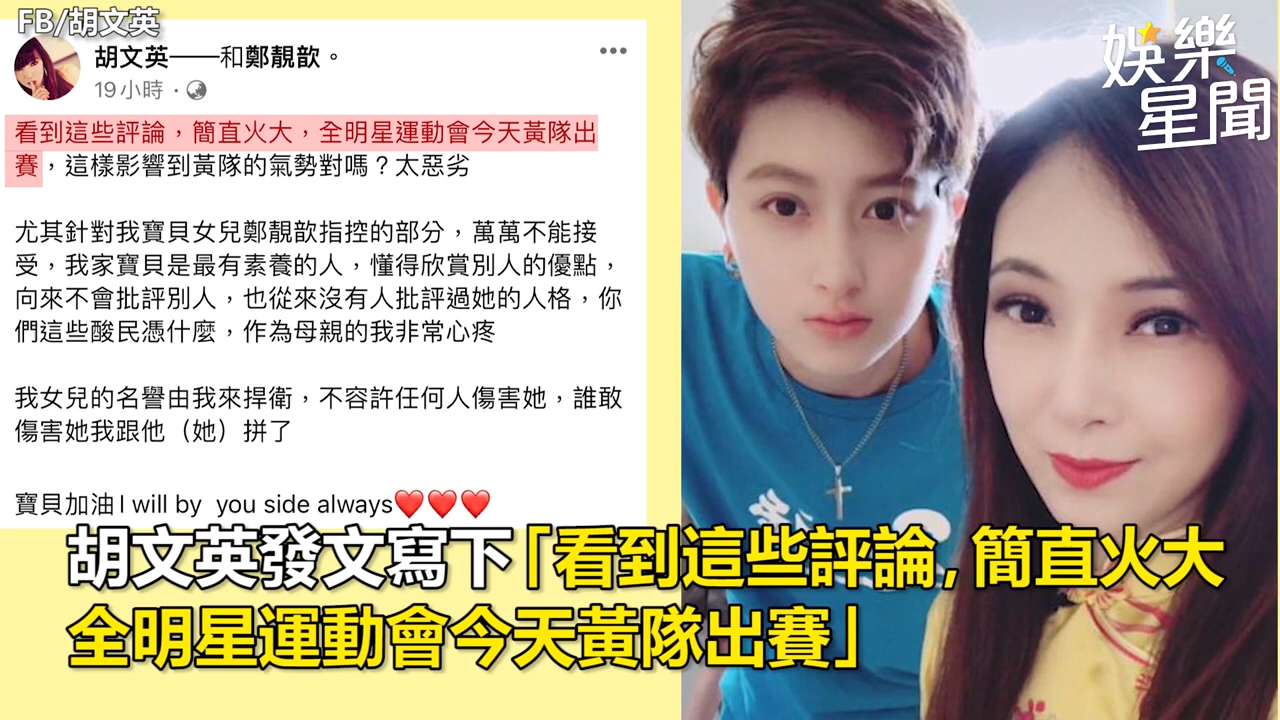 FB/胡文英
胡文英——和鄭靚歆。
19小時・
看到這些評論，簡直火大，全明星運動會今天黃隊出
賽，這樣影響到黃隊的氣勢對嗎？太惡劣
尤其針對我寶貝女兒鄭靚歆指控的部分，萬萬不能接
受，我家寶貝是最有素養的人，懂得欣賞別人的優點，
向來不會批評別人，也從來沒有人批評過她的人格，你
們這些酸民憑什麼，作為母親的我非常心疼
我女兒的名譽由我來捍衛，不容許任何人傷害她，誰敢
傷害她我跟他（她）拼了
寶貝加油I will by you side always❤️❤️❤️
娛樂
星聞
胡文英發文寫下「看到這些評論，簡直火大
全明星運動會今天黃隊出賽」